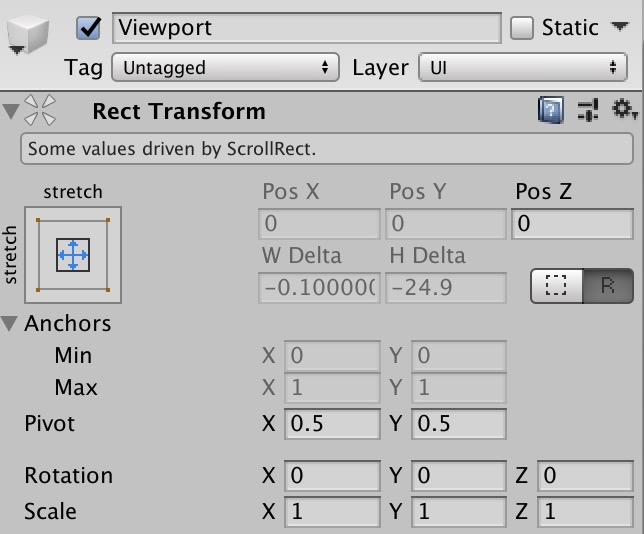 Viewport Static
Tag Untagged Layer UI
Rect Transform
Some values driven by ScrollRect.
stretch
stretch
Pos X Pos Y Pos Z
0 0 0
W Delta H Delta
-0.100000 -24.9 R
Anchors
Min X 0 Y 0
Max X 1 Y 1
Pivot X 0.5 Y 0.5
Rotation X 0 Y 0 Z 0
Scale X 1 Y 1 Z 1